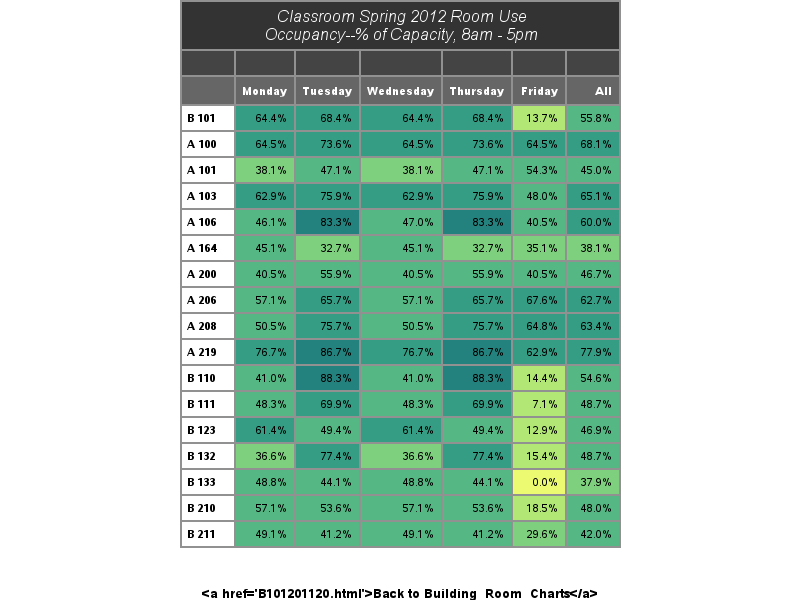 Classroom Spring 2012 Room Use
Occupancy--% of Capacity, 8am - 5pm
Monday Tuesday Wednesday Thursday Friday All
B 101 64.4% 68.4% 64.4% 68.4% 13.7% 55.8%
A 100 64.5% 73.6% 64.5% 73.6% 64.5% 68.1%
A 101 38.1% 47.1% 38.1% 47.1% 54.3% 45.0%
A 103 62.9% 75.9% 62.9% 75.9% 48.0% 65.1%
A 106 46.1% 83.3% 47.0% 83.3% 40.5% 60.0%
A 164 45.1% 32.7% 45.1% 32.7% 35.1% 38.1%
A 200 40.5% 55.9% 40.5% 55.9% 40.5% 46.7%
A 206 57.1% 65.7% 57.1% 65.7% 67.6% 62.7%
A 208 50.5% 75.7% 50.5% 75.7% 64.8% 63.4%
A 219 76.7% 86.7% 76.7% 86.7% 62.9% 77.9%
B 110 41.0% 88.3% 41.0% 88.3% 14.4% 54.6%
B 111 48.3% 69.9% 48.3% 69.9% 7.1% 48.7%
B 123 61.4% 49.4% 61.4% 49.4% 12.9% 46.9%
B 132 36.6% 77.4% 36.6% 77.4% 15.4% 48.7%
B 133 48.8% 44.1% 48.8% 44.1% 0.0% 37.9%
B 210 57.1% 53.6% 57.1% 53.6% 18.5% 48.0%
B 211 49.1% 41.2% 49.1% 41.2% 29.6% 42.0%
<a href='B101201120.html'>Back to Building_Room_Charts</a>